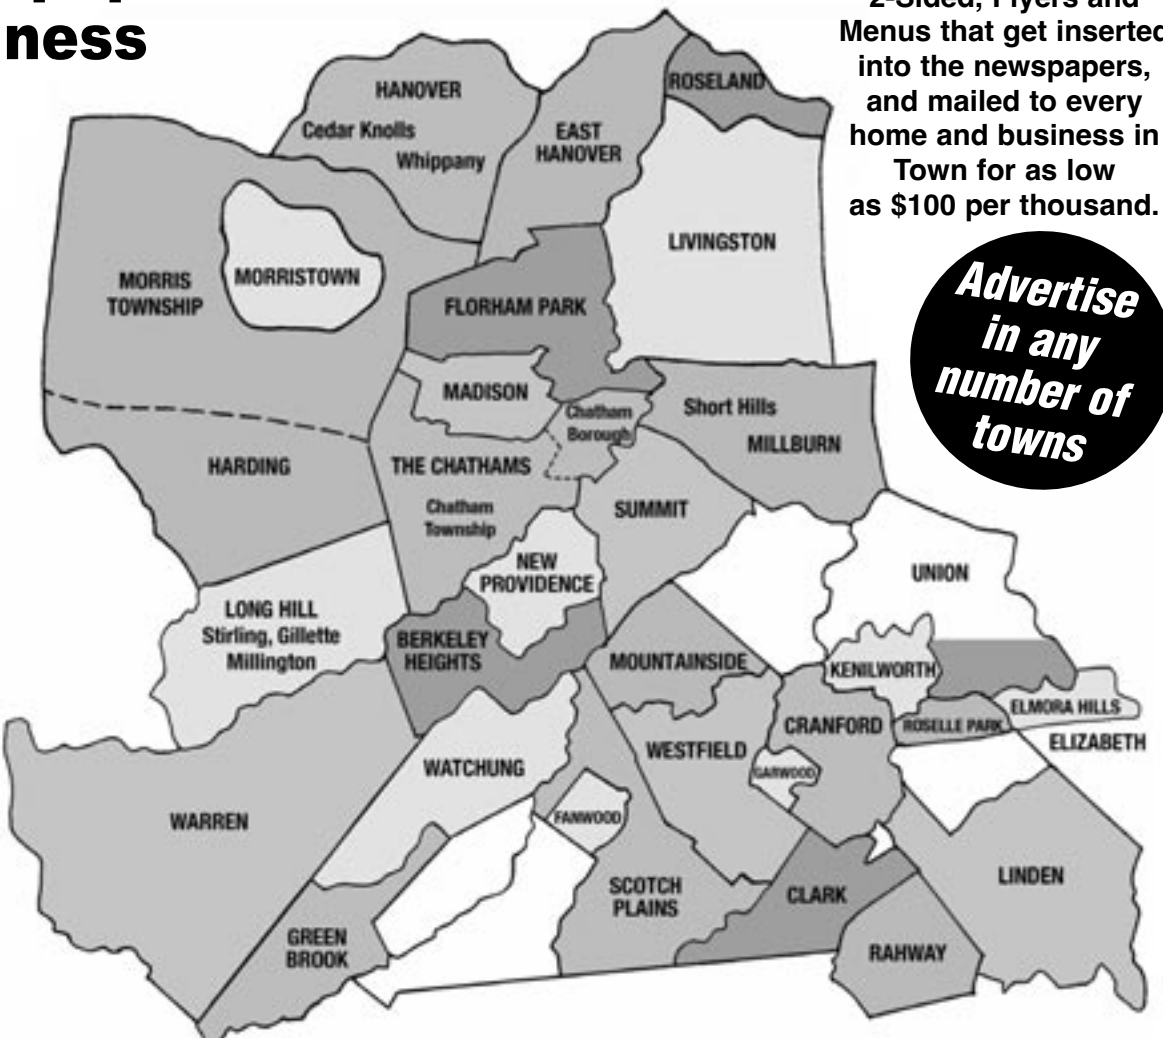 ness
2-Sided, Flyers and
Menus that get inserted
into the newspapers,
and mailed to every
home and business in
Town for as low
as $100 per thousand.
Advertise
in any
number of
towns
ROSELAND
HANOVER
Cedar Knolls
Whippany
EAST
HANOVER
LIVINGSTON
MORRISTOWN
MORRIS
TOWNSHIP
FLORHAM PARK
MADISON
Chatham
Borough
Short Hills
MILLBURN
HARDING
THE CHATHAMS
Chatham
Township
SUMMIT
NEW
PROVIDENCE
UNION
LONG HILL
Stirling, Gillette
Millington
BERKELEY
HEIGHTS
MOUNTAINSIDE
KENILWORTH
ELMORA HILLS
CRANFORD
ROSELLE PARK
ELIZABETH
WESTFIELD
GARWOOD
WATCHUNG
WARREN
FANWOOD
SCOTCH
PLAINS
CLARK
LINDEN
GREEN
BROOK
RAHWAY